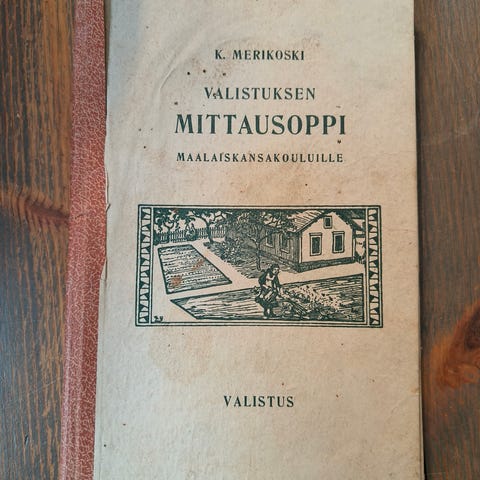 K. MERIKOSKI
VALISTUKSEN
MITTAUSOPPI
MAALAISKANSAKOULUILLE
VALISTUS